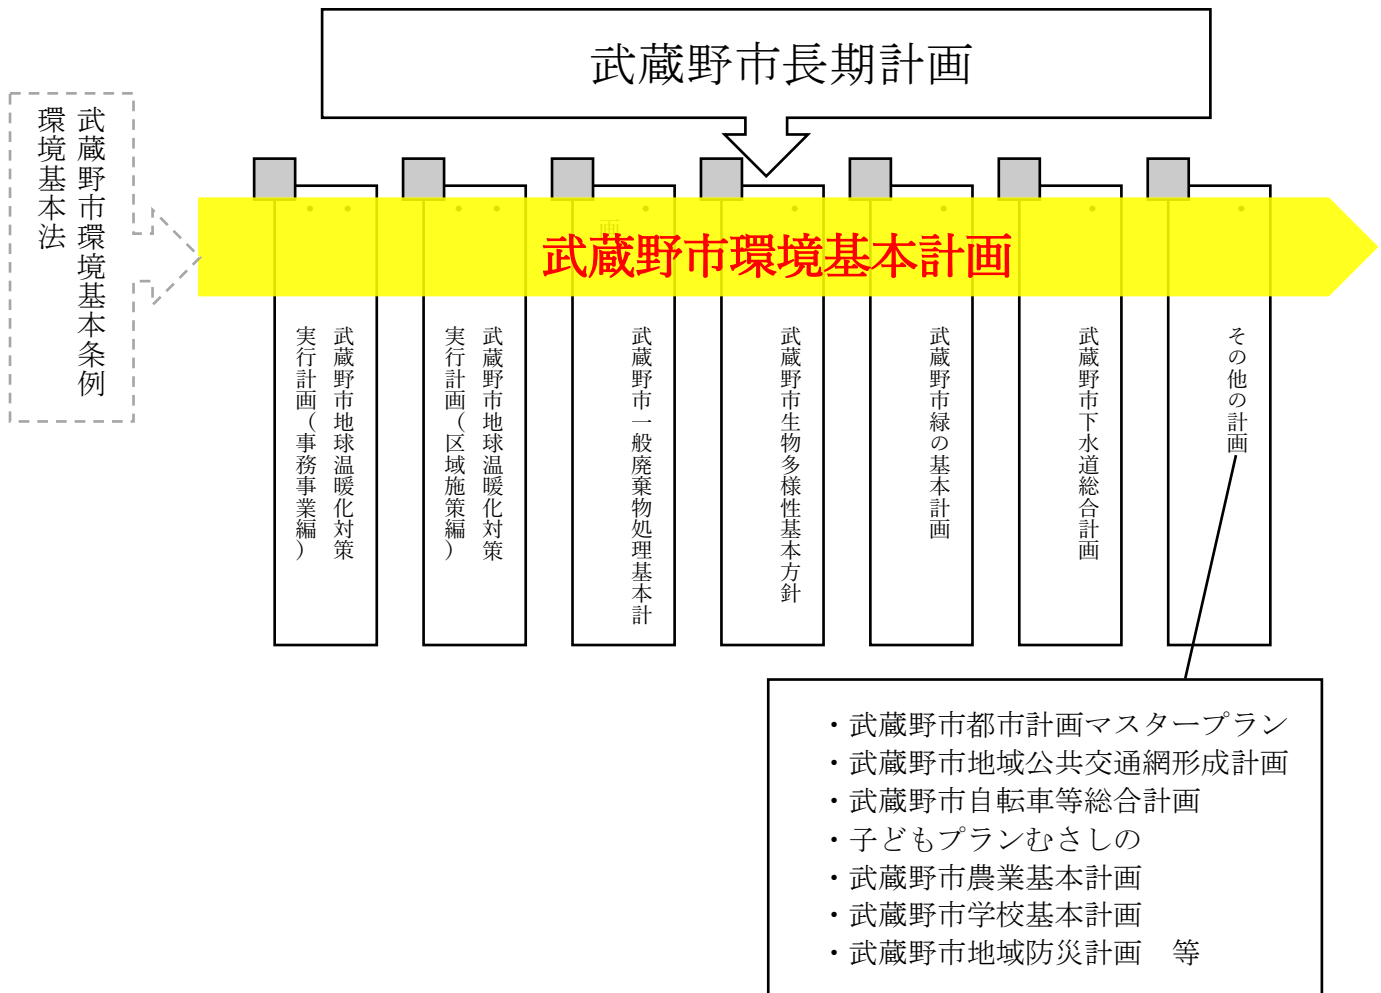 武蔵野市長期計画
武蔵野市環境基本条例
環境基本法
武蔵野市環境基本計画
武蔵野市地球温暖化対策
実行計画(事務事業編)
武蔵野市地球温暖化対策
実行計画(区域施策編)
武蔵野市一般廃棄物処理基本計
画
武蔵野市生物多様性基本方針
武蔵野市緑の基本計画
武蔵野市下水道総合計画
その他の計画
・武蔵野市都市計画マスタープラン
・武蔵野市地域公共交通網形成計画
・武蔵野市自転車等総合計画
・子どもプランむさしの
・武蔵野市農業基本計画
・武蔵野市学校基本計画
・武蔵野市地域防災計画　等